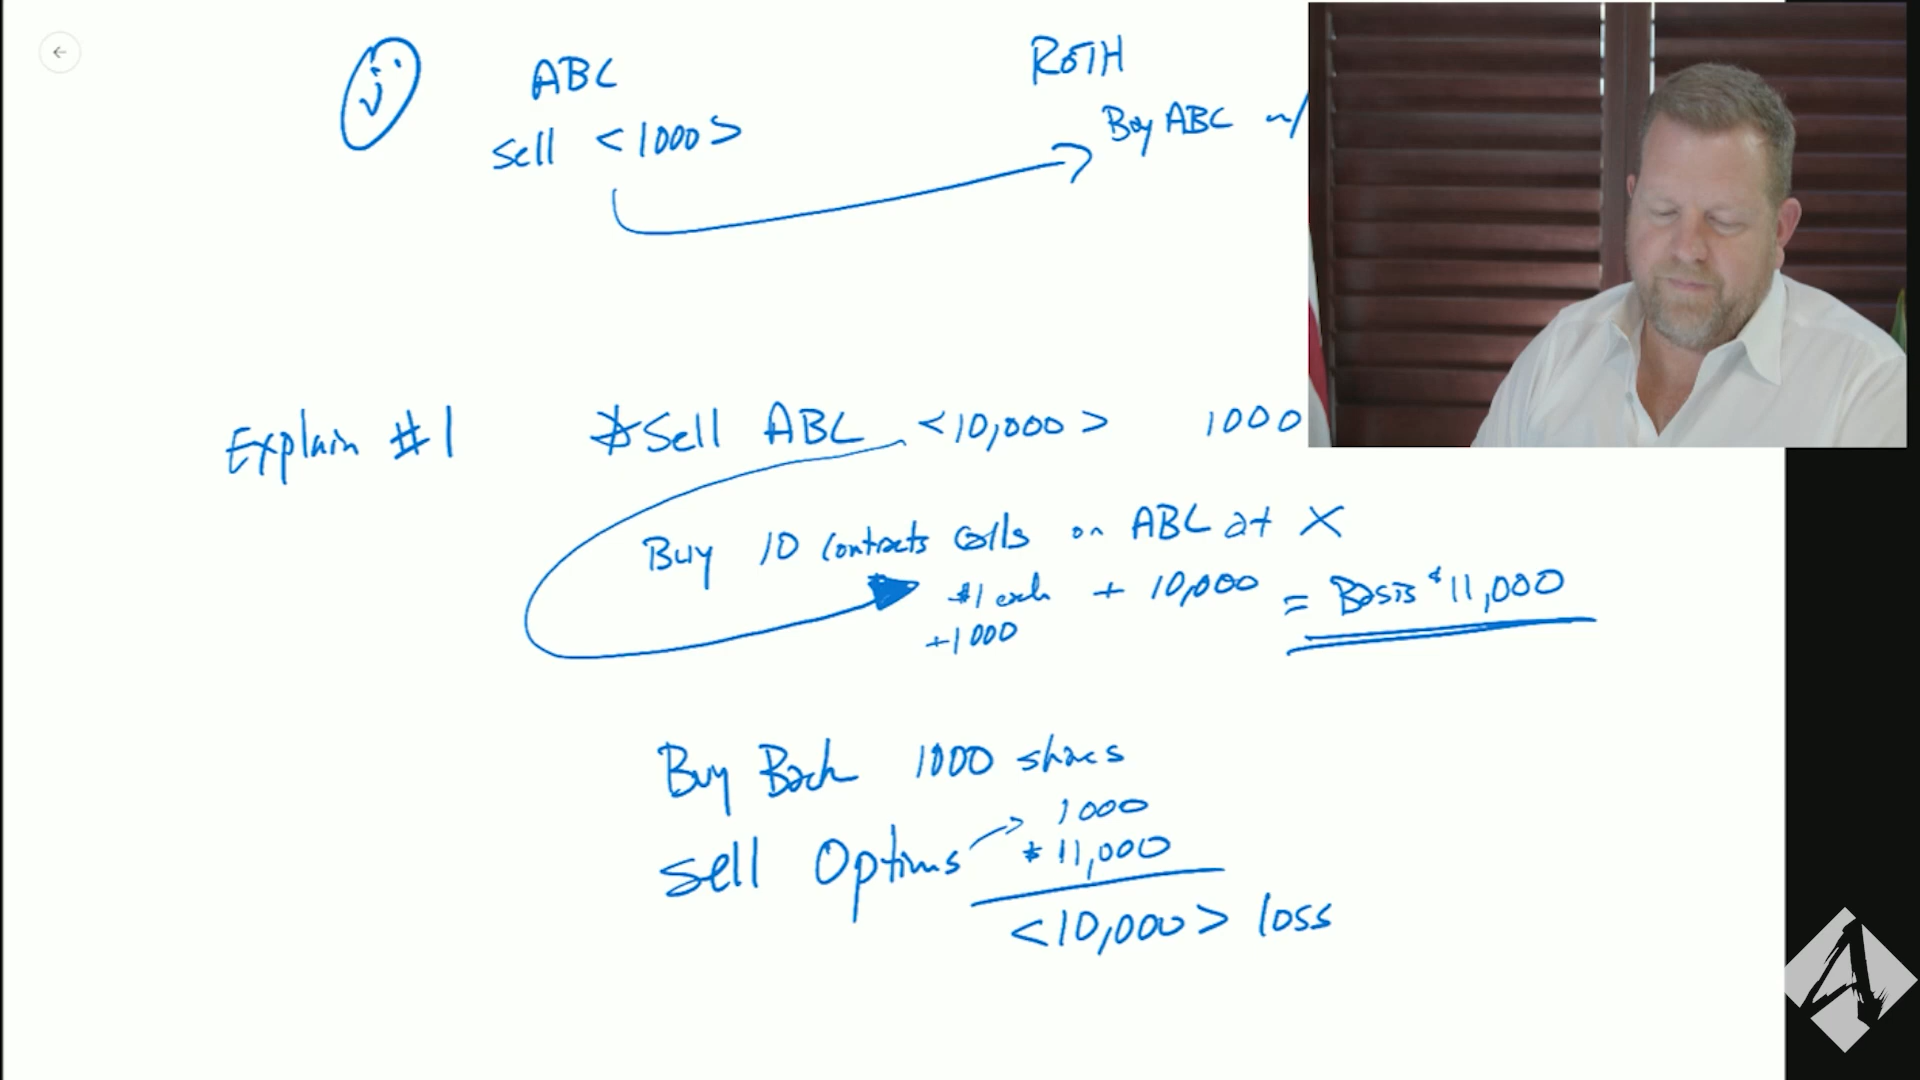 ABC
Sell <1000>
ROTH
Buy ABC w/
Explain #1
*Sell ABC <10,000> 1000
Buy 10 contracts calls on ABC at X
$1 each + 10,000 = Basis $11,000
+1000
Buy Back 1000 shares
Sell Options → 1000
* 11,000
<10,000> loss
A